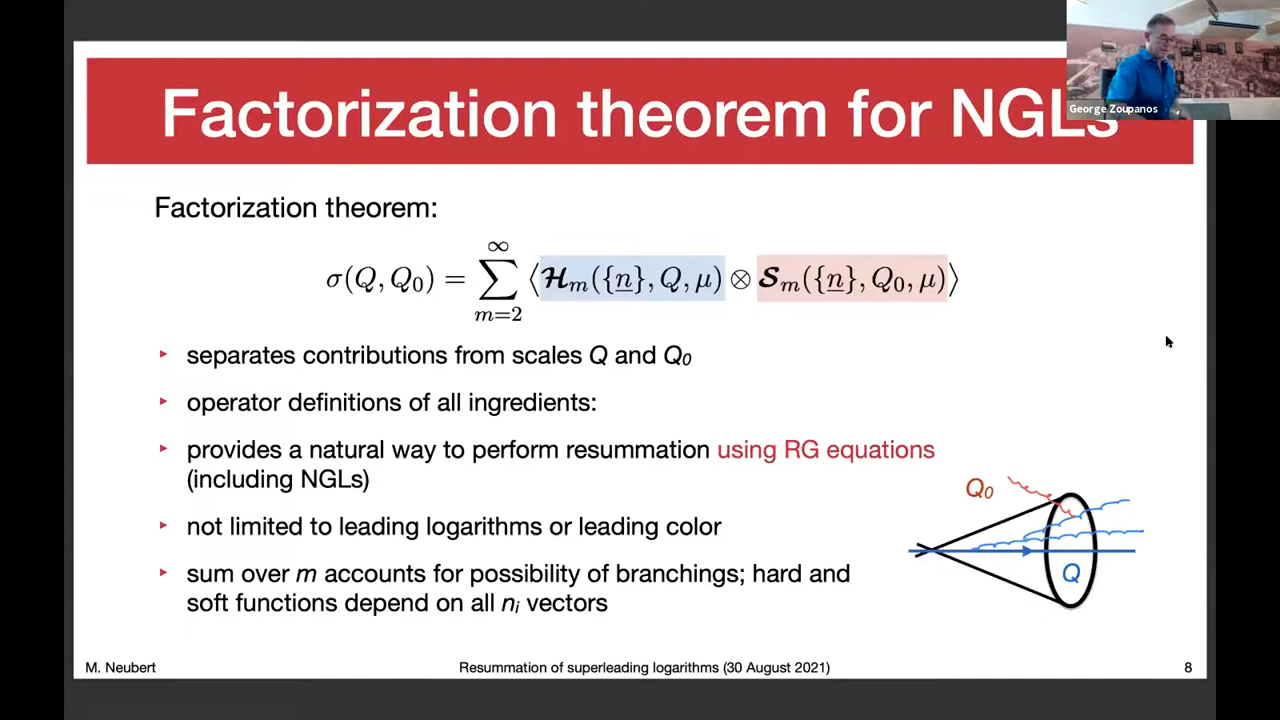 George Zoupanos
Factorization theorem for NGLs
Factorization theorem:
σ(Q, Q₀) = ∑_{m=2}^{∞} ⟨𝓗ₘ({n̲}, Q, μ) ⊗ 𝓢ₘ({n̲}, Q₀, μ)⟩
▸ separates contributions from scales Q and Q₀
▸ operator definitions of all ingredients:
▸ provides a natural way to perform resummation using RG equations
(including NGLs)
▸ not limited to leading logarithms or leading color
▸ sum over m accounts for possibility of branchings; hard and
soft functions depend on all nᵢ vectors
Q₀
Q
M. Neubert
Resummation of superleading logarithms (30 August 2021)
8